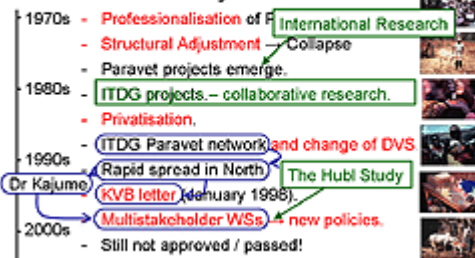 1970s - Professionalisation of
International Research
- Structural Adjustment → Collapse
- Paravet projects emerge.
1980s - ITDG projects.– collaborative research.
- Privatisation.
- ITDG Paravet network and change of DVS.
1990s - Rapid spread in North
The Hubl Study
Dr Kajume
- KVB letter (January 1998).
- Multistakeholder WSs → new policies.
2000s - Still not approved / passed!